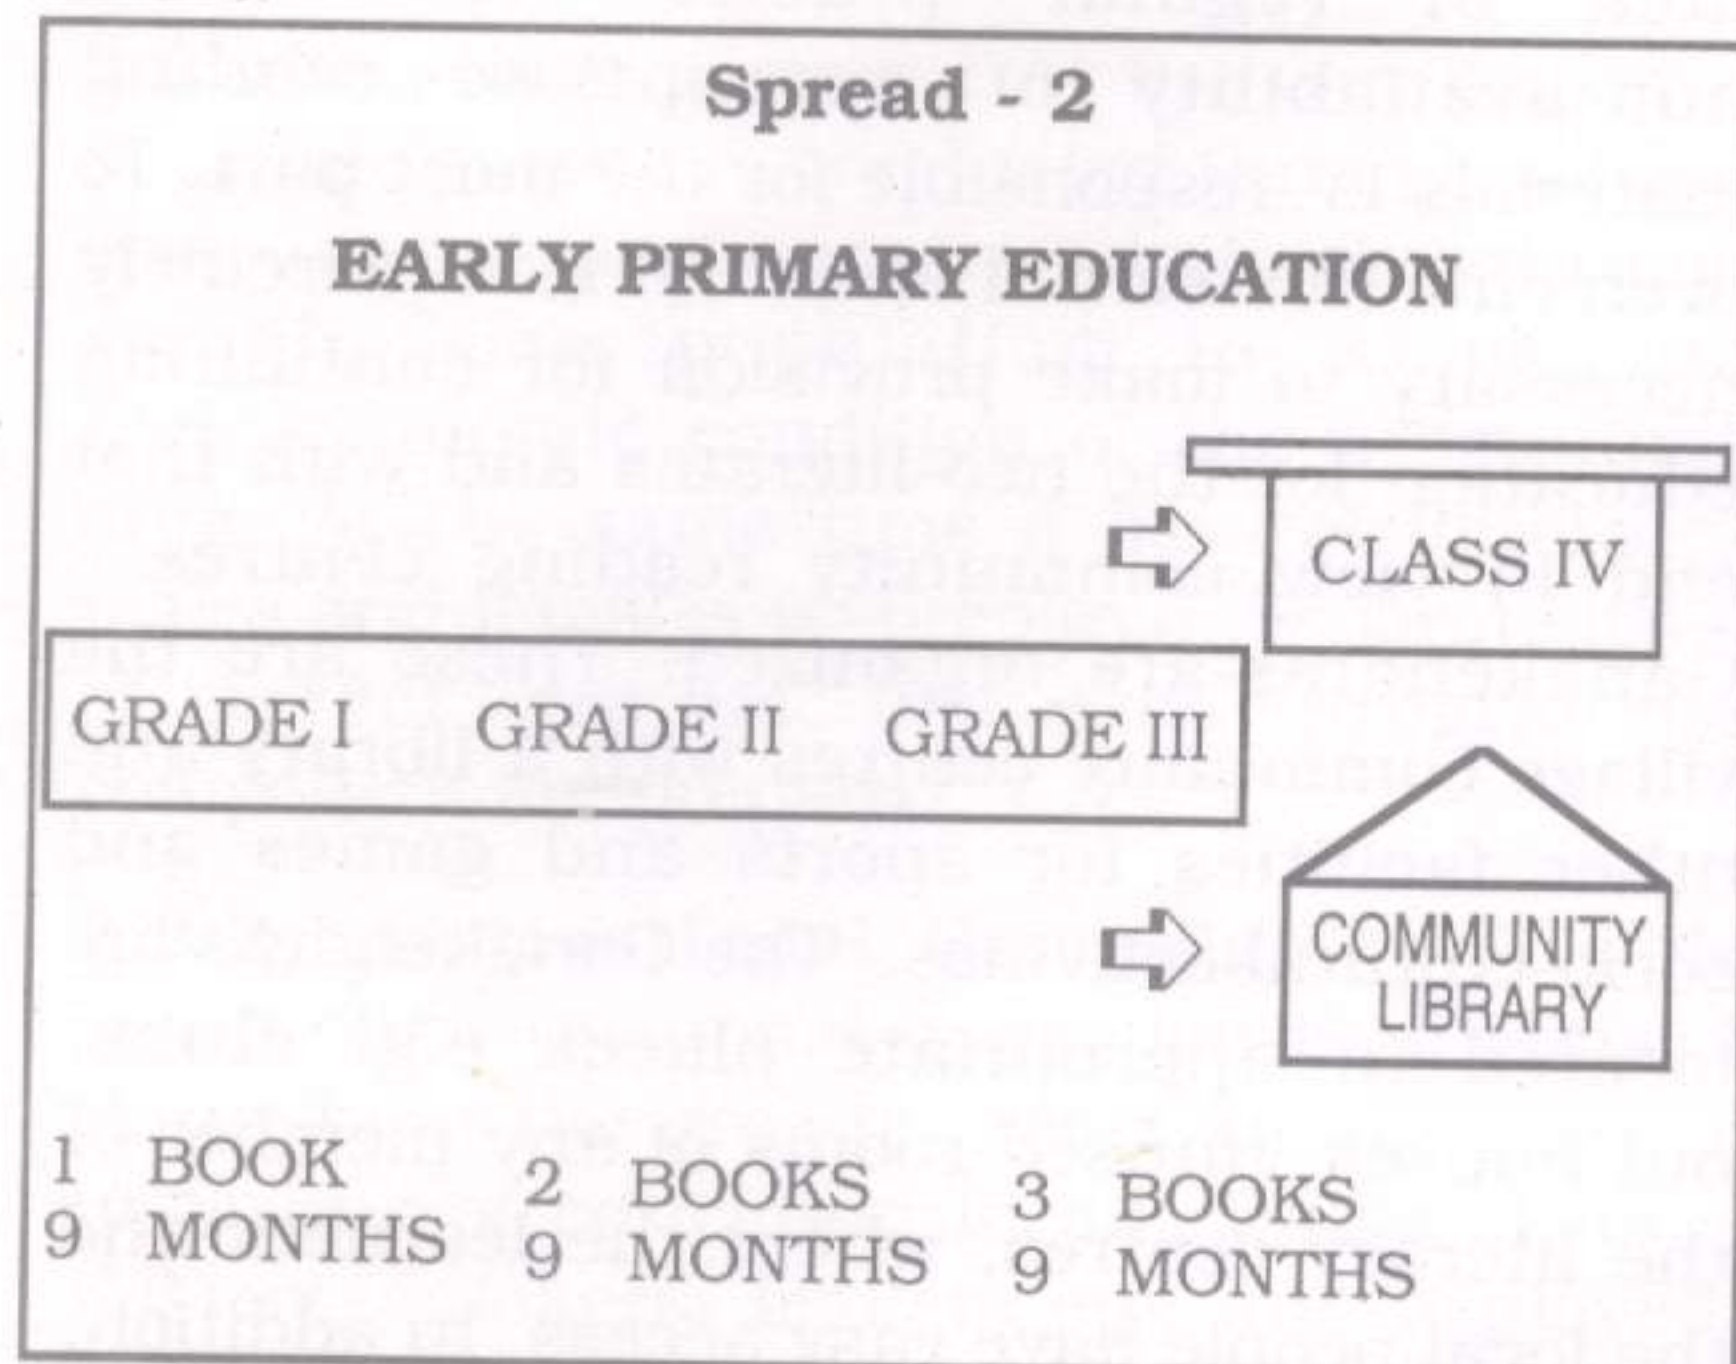 Spread - 2
EARLY PRIMARY EDUCATION
CLASS IV
GRADE I GRADE II GRADE III
COMMUNITY
LIBRARY
1 BOOK
9 MONTHS
2 BOOKS
9 MONTHS
3 BOOKS
9 MONTHS